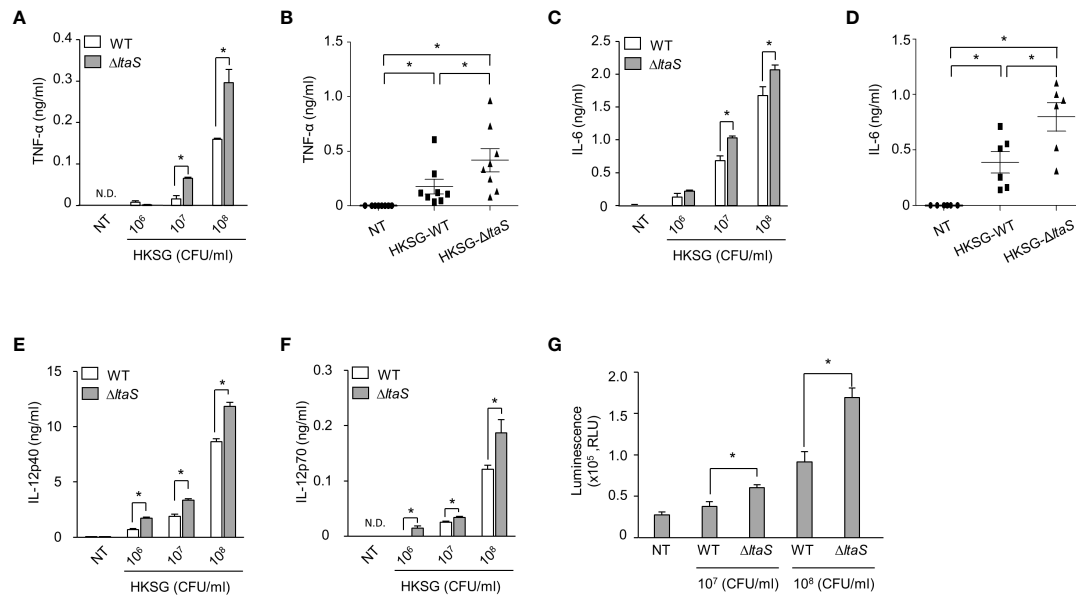 A
TNF-α (ng/ml)
0.4
0.3
0.2
0.1
0
WT
ΔltaS
N.D.
*
*
NT
10⁶
10⁷
10⁸
HKSG (CFU/ml)
B
TNF-α (ng/ml)
1.5
1.0
0.5
0
*
*
*
NT
HKSG-WT
HKSG-ΔltaS
C
IL-6 (ng/ml)
2.5
2.0
1.5
1.0
0.5
0
WT
ΔltaS
*
*
NT
10⁶
10⁷
10⁸
HKSG (CFU/ml)
D
IL-6 (ng/ml)
1.5
1.0
0.5
0
*
*
*
NT
HKSG-WT
HKSG-ΔltaS
E
IL-12p40 (ng/ml)
15
10
5
0
WT
ΔltaS
*
*
*
NT
10⁶
10⁷
10⁸
HKSG (CFU/ml)
F
IL-12p70 (ng/ml)
0.3
0.2
0.1
0
WT
ΔltaS
N.D.
*
*
*
NT
10⁶
10⁷
10⁸
HKSG (CFU/ml)
G
Luminescence
(x10⁵ ,RLU)
2.0
1.5
1.0
0.5
0
*
*
NT
WT
ΔltaS
WT
ΔltaS
10⁷ (CFU/ml)
10⁸ (CFU/ml)